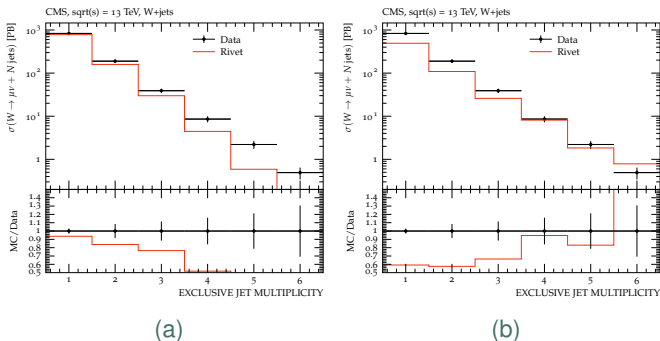 CMS, sqrt(s) = 13 TeV, W+jets
σ(W → μν + N jets) [PB]
10³
10²
10¹
1
Data
Rivet
MC/Data
1.4
1.3
1.2
1.1
1
0.9
0.8
0.7
0.6
0.5
1 2 3 4 5 6
EXCLUSIVE JET MULTIPLICITY
(a)
CMS, sqrt(s) = 13 TeV, W+jets
σ(W → μν + N jets) [PB]
10³
10²
10¹
1
Data
Rivet
MC/Data
1.4
1.3
1.2
1.1
1
0.9
0.8
0.7
0.6
0.5
1 2 3 4 5 6
EXCLUSIVE JET MULTIPLICITY
(b)